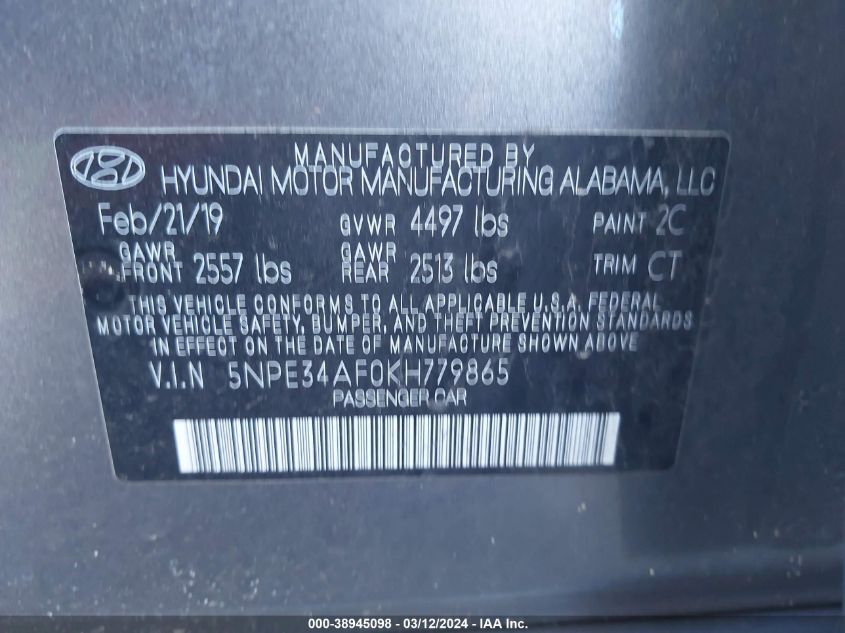 MANUFACTURED BY
HYUNDAI MOTOR MANUFACTURING ALABAMA, LLC
Feb/21/19 GVWR 4497 lbs PAINT 2C
GAWR FRONT 2557 lbs GAWR REAR 2513 lbs TRIM CT
THIS VEHICLE CONFORMS TO ALL APPLICABLE U.S.A. FEDERAL
MOTOR VEHICLE SAFETY, BUMPER, AND THEFT PREVENTION STANDARDS
IN EFFECT ON THE DATE OF MANUFACTURE SHOWN ABOVE
V.I.N 5NPE34AF0KH779865
PASSENGER CAR
000-38945098 - 03/12/2024 - IAA Inc.